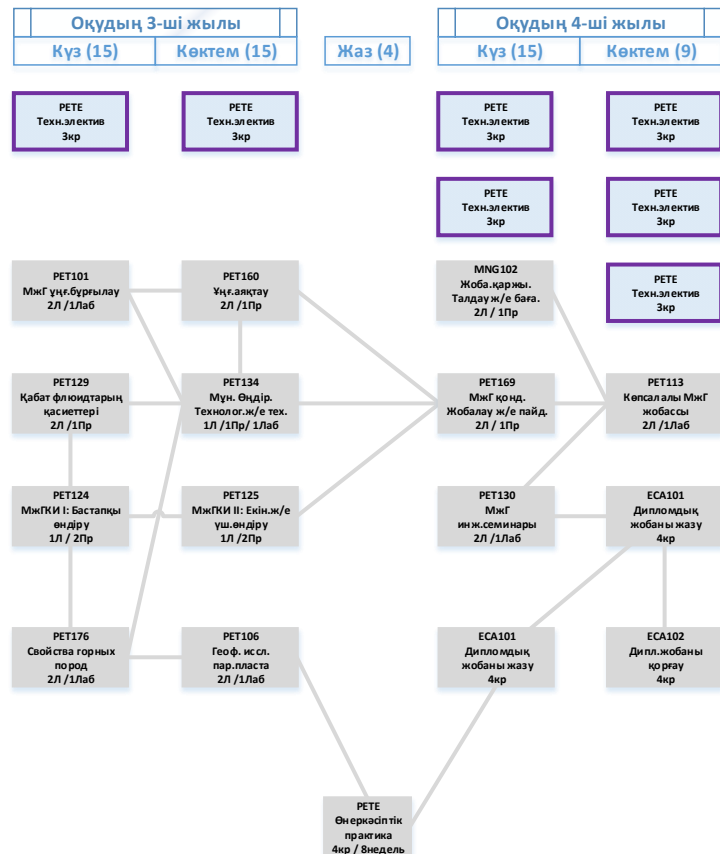 Оқудың 3-ші жылы
Оқудың 4-ші жылы
Күз (15)
Көктем (15)
Жаз (4)
Күз (15)
Көктем (9)
PETE
Техн.электив
3кр
PETE
Техн.электив
3кр
PETE
Техн.электив
3кр
PETE
Техн.электив
3кр
PETE
Техн.электив
3кр
PETE
Техн.электив
3кр
PET101
МжГ ұңғ.бұрғылау
2Л /1Лаб
PET160
Ұңғ.аяқтау
2Л /1Пр
MNG102
Жоба.қаржы.
Талдау ж/е баға.
2Л / 1Пр
PETE
Техн.электив
3кр
PET129
Қабат флюидтарың
қасиеттері
2Л /1Пр
PET134
Мұн. Өңдір.
Технолог.ж/е тех.
1Л /1Пр/ 1Лаб
PET169
МжГ қонд.
Жобалау ж/е пайд.
2Л / 1Пр
PET113
Көпсалалы МжГ
жобассы
2Л /1Лаб
PET124
МжГКИ I: Бастапқы
өндіру
1Л / 2Пр
PET125
МжГКИ II: Екін.ж/е
үш.өндіру
1Л /2Пр
PET130
МжГ
инж.семинары
2Л /1Лаб
ECA101
Дипломдық
жобаны жазу
4кр
PET176
Свойства горных
пород
2Л /1Лаб
PET106
Геоф. иссл.
пар.пласта
2Л /1Лаб
ECA101
Дипломдық
жобаны жазу
4кр
ECA102
Дипл.жобаны
қорғау
4кр
PETE
Өнеркәсіптік
практика
4кр / 8недель